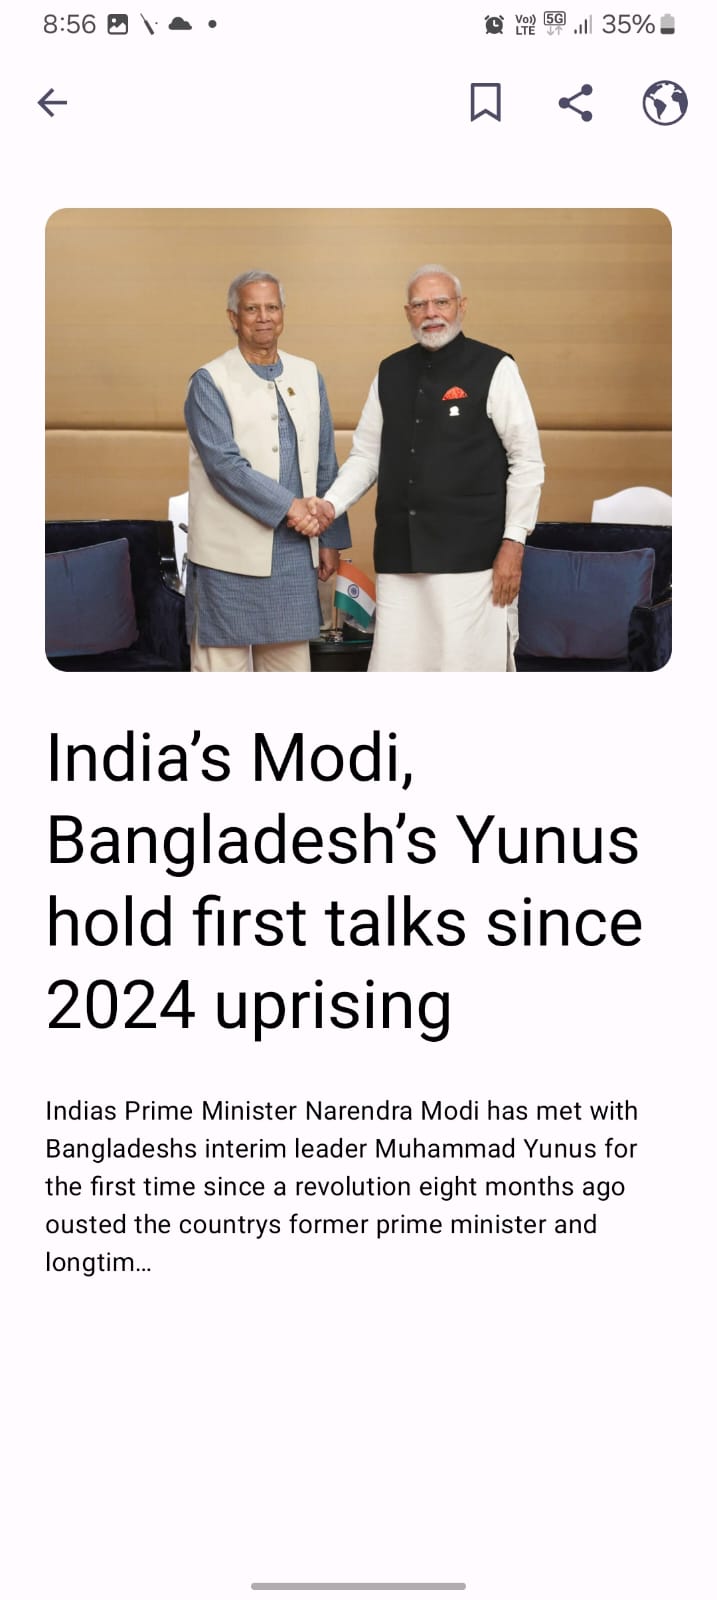 8:56
Vo))
LTE
5G
35%
India’s Modi,
Bangladesh’s Yunus
hold first talks since
2024 uprising
Indias Prime Minister Narendra Modi has met with
Bangladeshs interim leader Muhammad Yunus for
the first time since a revolution eight months ago
ousted the countrys former prime minister and
longtim...